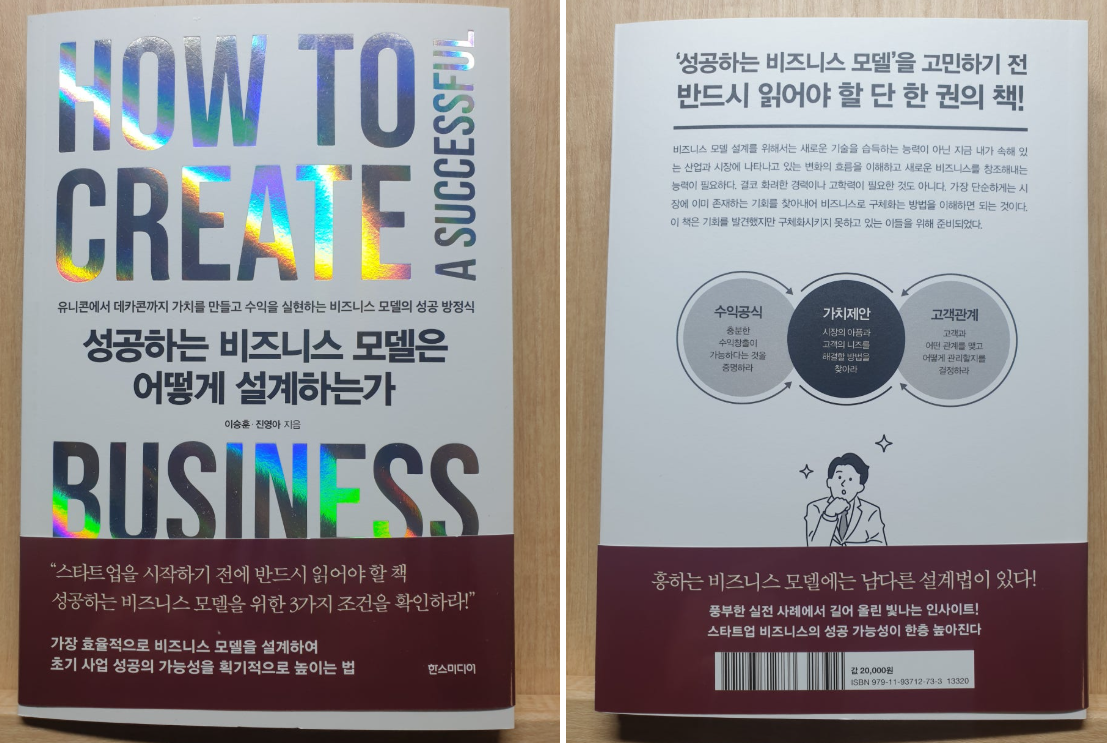 HOW TO
CREATE
A SUCCESSFUL
유니콘에서 데카콘까지 가치를 만들고 수익을 실현하는 비즈니스 모델의 성공 방정식
성공하는 비즈니스 모델은
어떻게 설계하는가
이승훈 · 진영아 지음
BUSINESS
“스타트업을 시작하기 전에 반드시 읽어야 할 책
성공하는 비즈니스 모델을 위한 3가지 조건을 확인하라!”
가장 효율적으로 비즈니스 모델을 설계하여
초기 사업 성공의 가능성을 획기적으로 높이는 법
한스미디어
‘성공하는 비즈니스 모델’을 고민하기 전
반드시 읽어야 할 단 한 권의 책!
비즈니스 모델 설계를 위해서는 새로운 기술을 습득하는 능력이 아닌 지금 내가 속해 있
는 산업과 시장에 나타나고 있는 변화의 흐름을 이해하고 새로운 비즈니스를 창조해내는
능력이 필요하다. 결코 화려한 경력이나 고학력이 필요한 것도 아니다. 가장 단순하게는 시
장에 이미 존재하는 기회를 찾아내어 비즈니스로 구체화는 방법을 이해하면 되는 것이다.
이 책은 기회를 발견했지만 구체화시키지 못하고 있는 이들을 위해 준비되었다.
수익공식
충분한
수익창출이
가능하다는 것을
증명하라
가치제안
시장의 아픔과
고객의 니즈를
해결할 방법을
찾아라
고객관계
고객과
어떤 관계를 맺고
어떻게 관리할지를
결정하라
흥하는 비즈니스 모델에는 남다른 설계법이 있다!
풍부한 실전 사례에서 길어 올린 빛나는 인사이트!
스타트업 비즈니스의 성공 가능성이 한층 높아진다
값 20,000원
ISBN 979-11-93712-73-3 13320